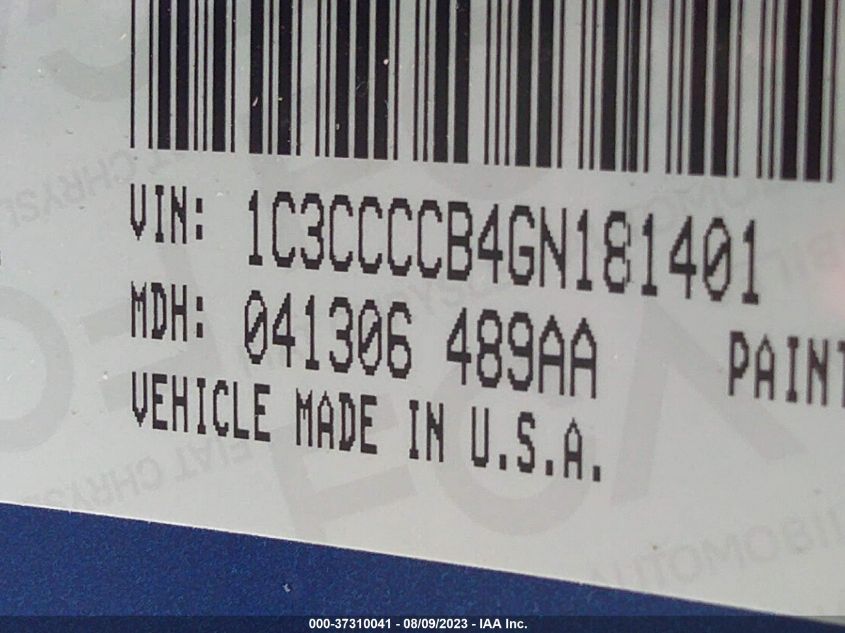 VIN: 1C3CCCCB4GN181401
MDH: 041306 489AA PAINT
VEHICLE MADE IN U.S.A.
000-37310041 - 08/09/2023 - IAA Inc.